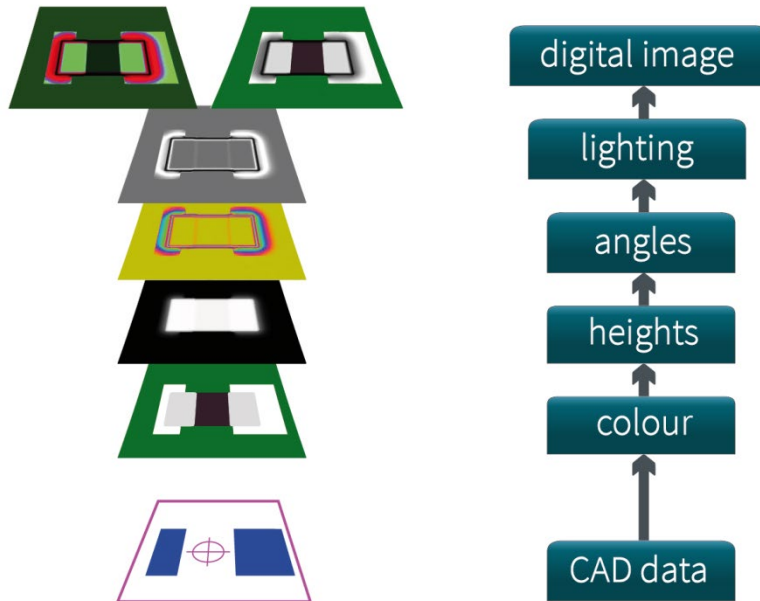 digital image
lighting
angles
heights
colour
CAD data